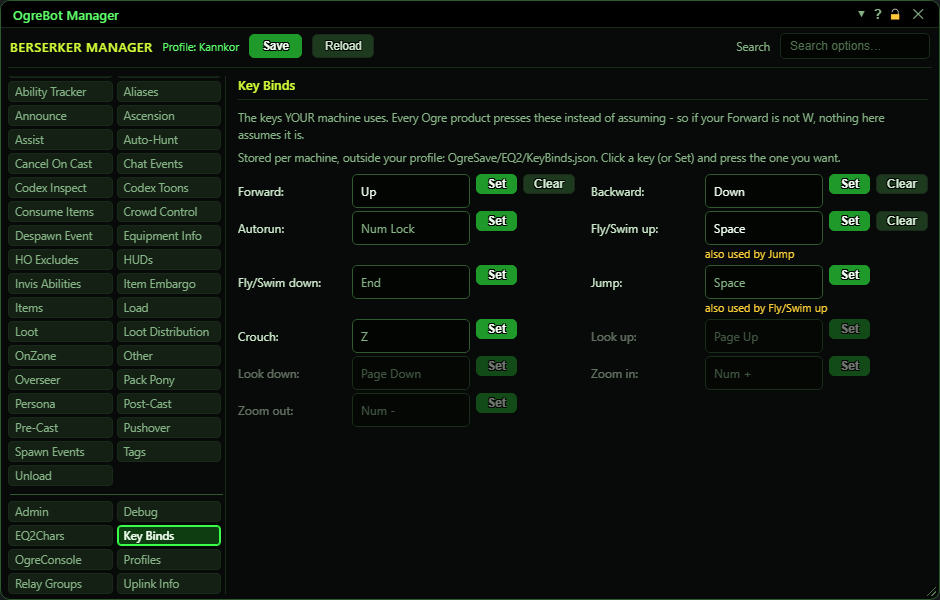 OgreBot Manager
▼ ?
BERSERKER MANAGER Profile: Kannkor Save Reload Search Search options...
Ability Tracker Aliases
Announce Ascension
Assist Auto-Hunt
Cancel On Cast Chat Events
Codex Inspect Codex Toons
Consume Items Crowd Control
Despawn Event Equipment Info
HO Excludes HUDs
Invis Abilities Item Embargo
Items Load
Loot Loot Distribution
OnZone Other
Overseer Pack Pony
Persona Post-Cast
Pre-Cast Pushover
Spawn Events Tags
Unload
Admin Debug
EQ2Chars Key Binds
OgreConsole Profiles
Relay Groups Uplink Info
Key Binds
The keys YOUR machine uses. Every Ogre product presses these instead of assuming - so if your Forward is not W, nothing here
assumes it is.
Stored per machine, outside your profile: OgreSave/EQ2/KeyBinds.json. Click a key (or Set) and press the one you want.
Forward: Up Set Clear Backward: Down Set Clear
Autorun: Num Lock Set Fly/Swim up: Space Set Clear
also used by Jump
Fly/Swim down: End Set Jump: Space Set
also used by Fly/Swim up
Crouch: Z Set Look up: Page Up Set
Look down: Page Down Set Zoom in: Num + Set
Zoom out: Num - Set